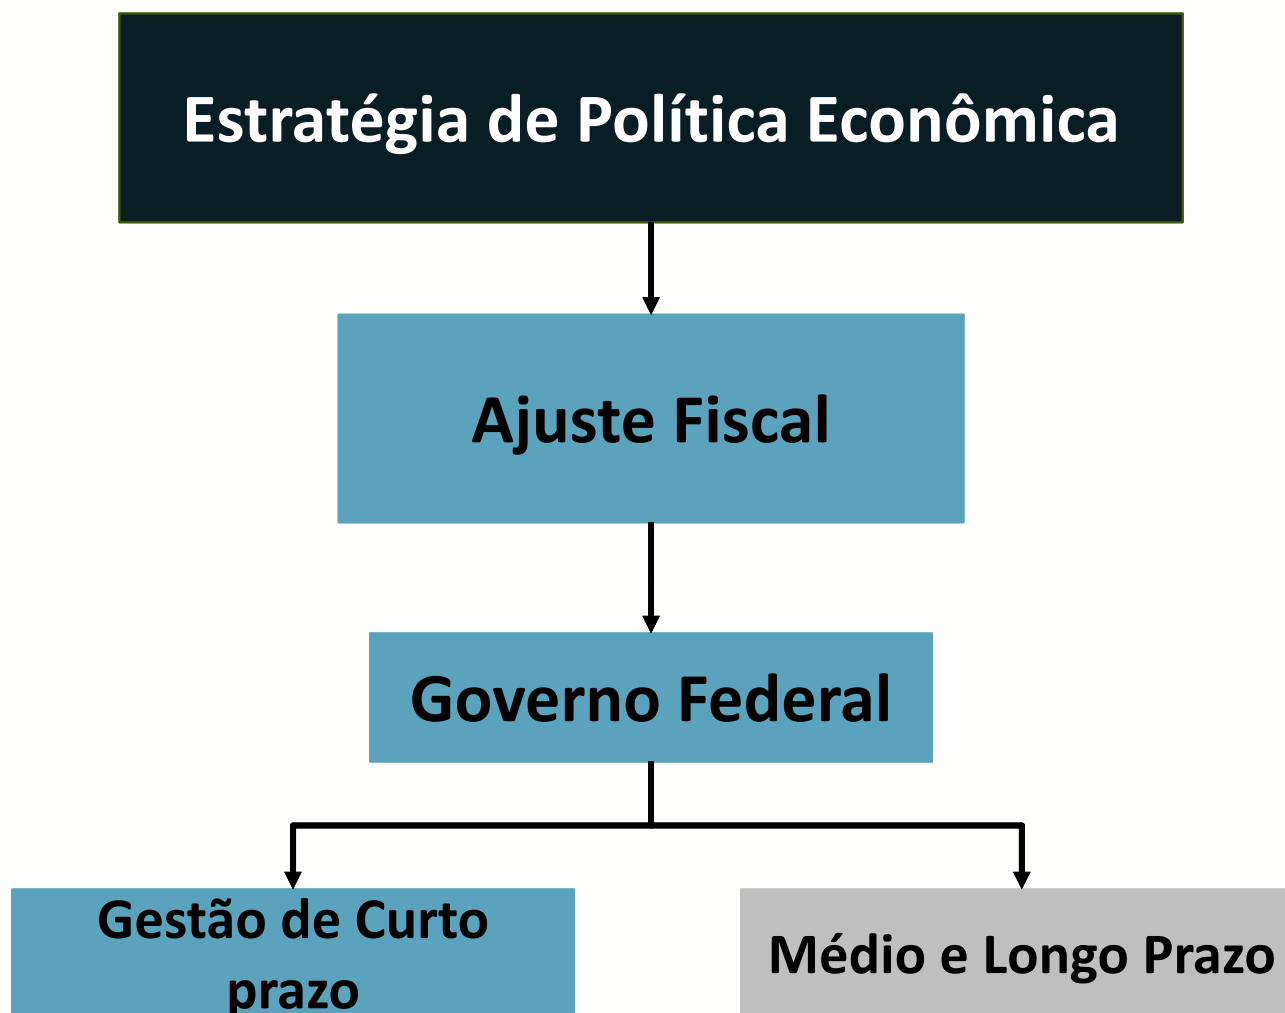 Estratégia de Política Econômica
Ajuste Fiscal
Governo Federal
Gestão de Curto
prazo
Médio e Longo Prazo